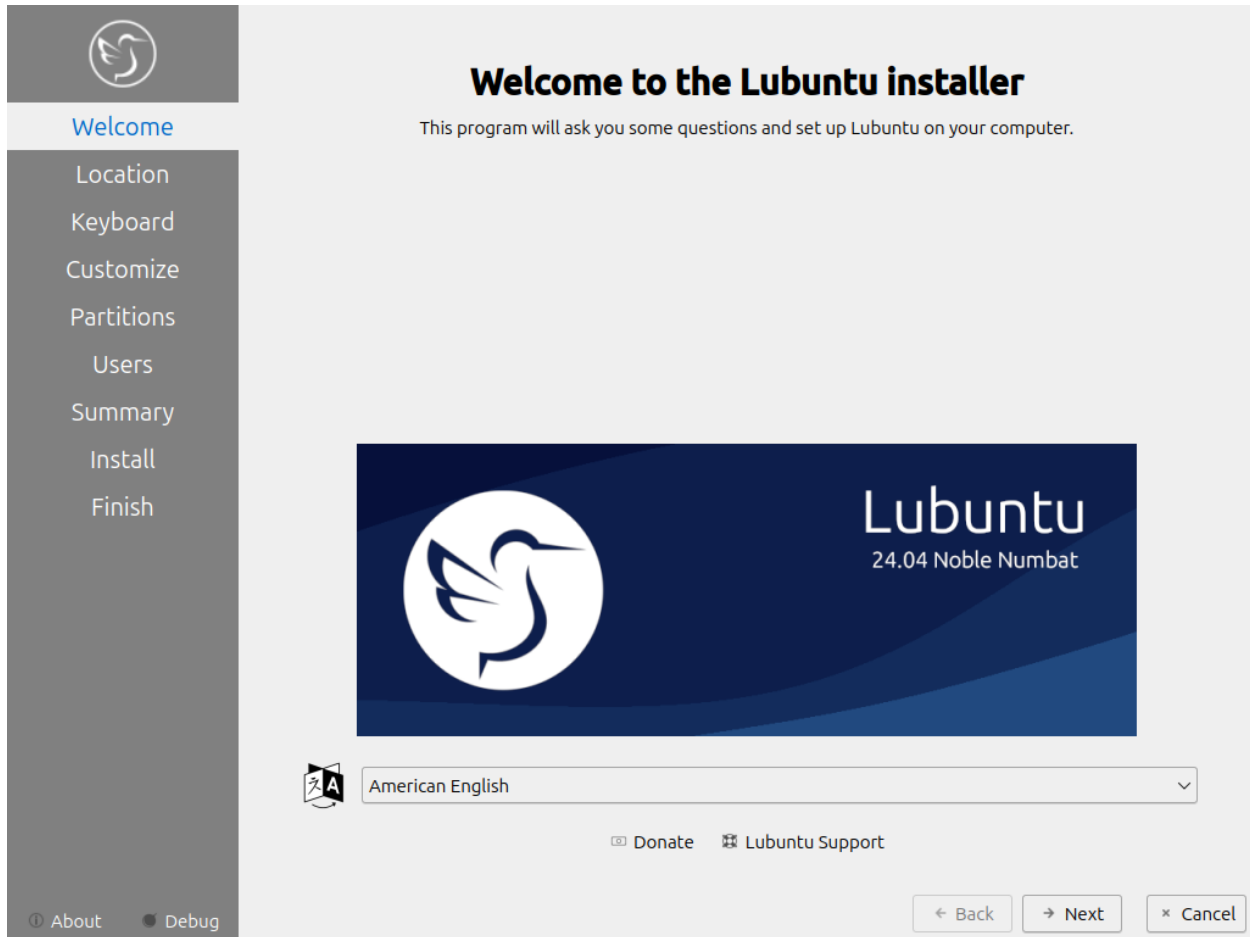 Welcome
Location
Keyboard
Customize
Partitions
Users
Summary
Install
Finish
About
Debug
Welcome to the Lubuntu installer
This program will ask you some questions and set up Lubuntu on your computer.
Lubuntu
24.04 Noble Numbat
American English
Donate
Lubuntu Support
Back
Next
Cancel